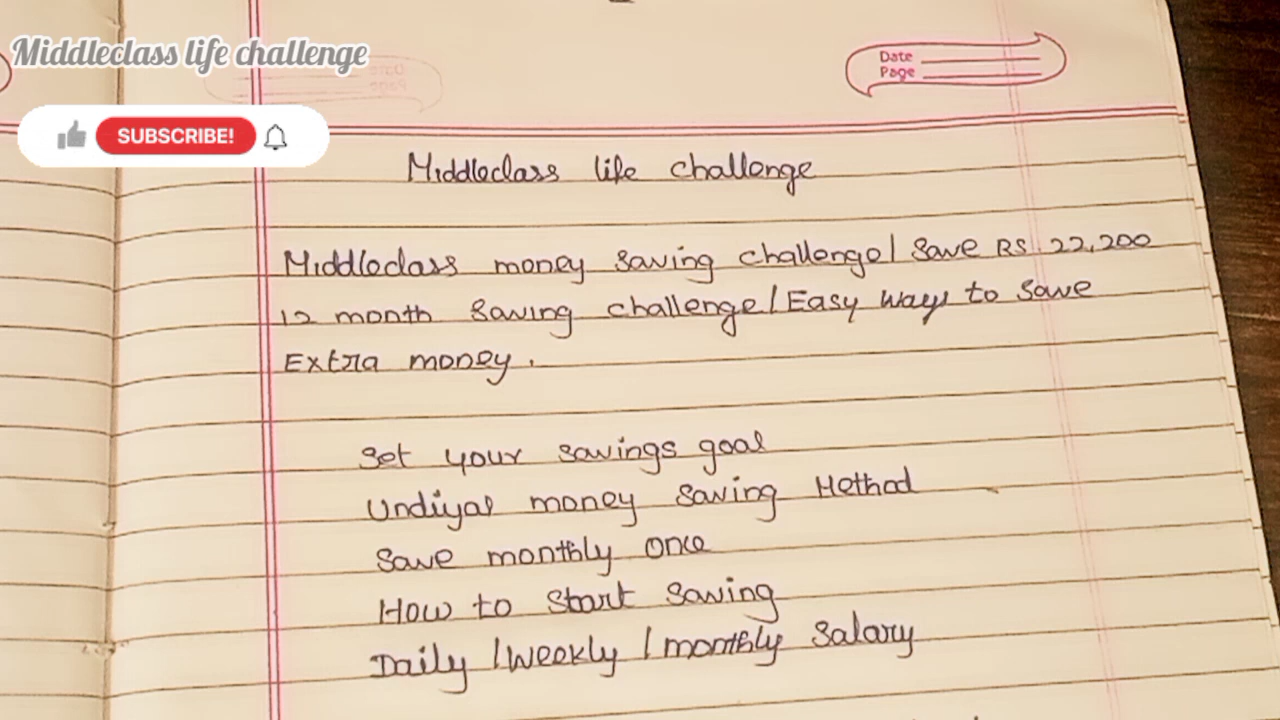 Middleclass life challenge
SUBSCRIBE!
Date
Page
Middleclass life challenge
Middleclass money saving challenge/ Save RS 22,200
12 month saving challenge/Easy ways to save
Extra money.
Set your savings goal
Undiyal money saving Method
Save monthly once
How to start saving
Daily /weekly /monthly salary